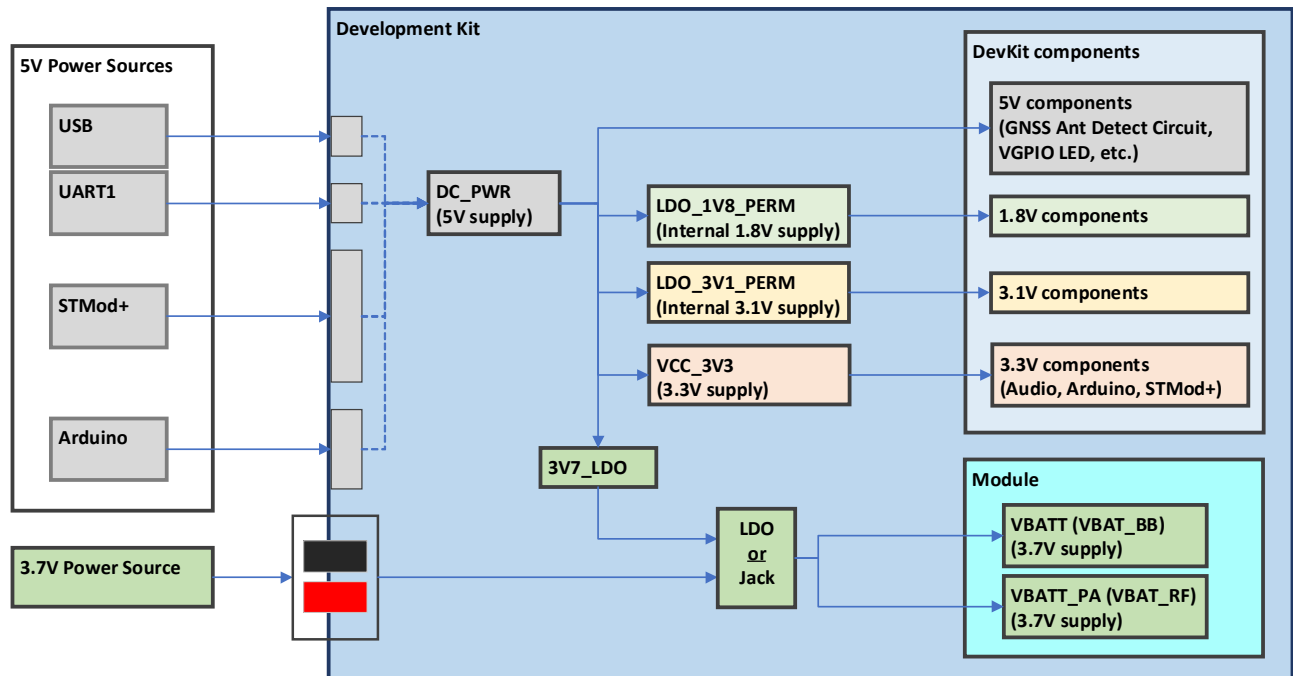 Development Kit
5V Power Sources
USB
UART1
STMod+
Arduino
3.7V Power Source
DC_PWR
(5V supply)
LDO_1V8_PERM
(Internal 1.8V supply)
LDO_3V1_PERM
(Internal 3.1V supply)
VCC_3V3
(3.3V supply)
3V7_LDO
LDO
or
Jack
DevKit components
5V components
(GNSS Ant Detect Circuit,
VGPIO LED, etc.)
1.8V components
3.1V components
3.3V components
(Audio, Arduino, STMod+)
Module
VBATT (VBAT_BB)
(3.7V supply)
VBATT_PA (VBAT_RF)
(3.7V supply)